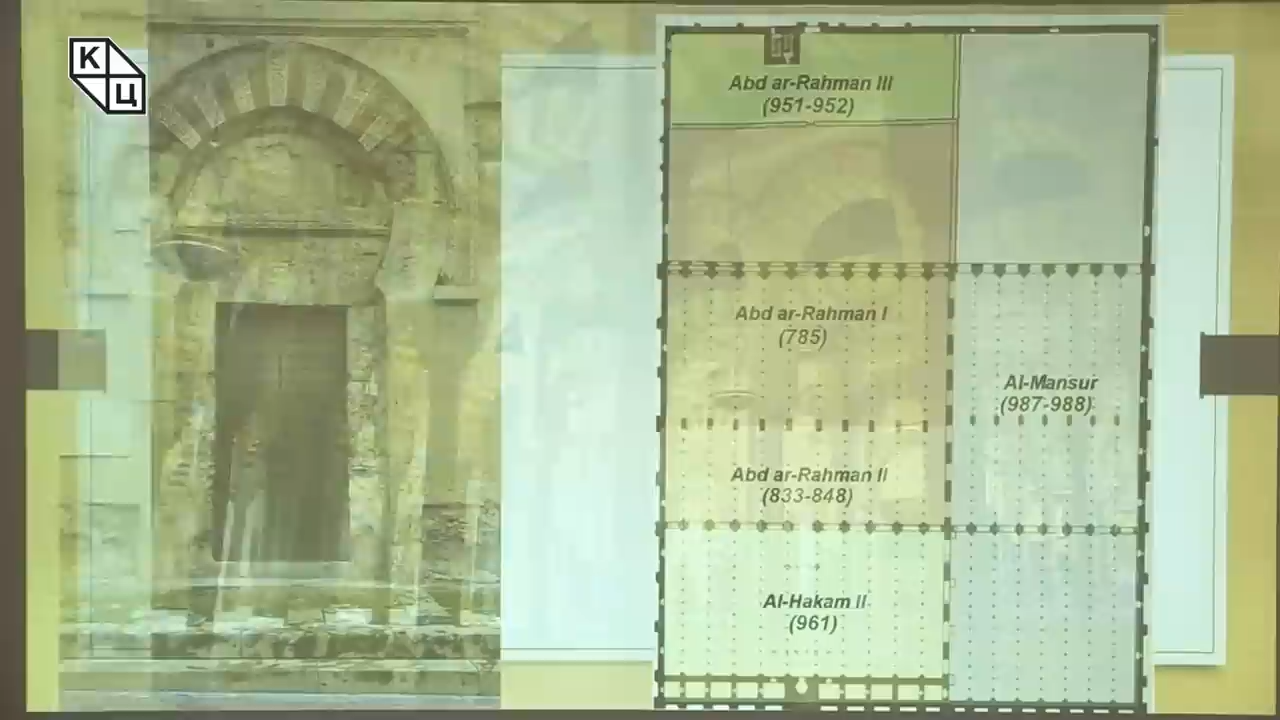 К
Ц
Abd ar-Rahman III
(951-952)
Abd ar-Rahman I
(785)
Al-Mansur
(987-988)
Abd ar-Rahman II
(833-848)
Al-Hakam II
(961)